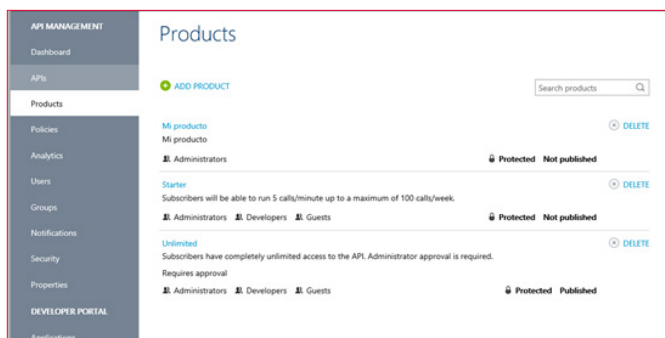 API MANAGEMENT
Dashboard
APIs
Products
Policies
Analytics
Users
Groups
Notifications
Security
Properties
DEVELOPER PORTAL
Applications
Products
ADD PRODUCT
Search products
Mi producto
DELETE
Mi producto
Administrators
Protected Not published
Starter
DELETE
Subscribers will be able to run 5 calls/minute up to a maximum of 100 calls/week.
Administrators Developers Guests
Protected Not published
Unlimited
DELETE
Subscribers have completely unlimited access to the API. Administrator approval is required.
Requires approval
Administrators Developers Guests
Protected Published